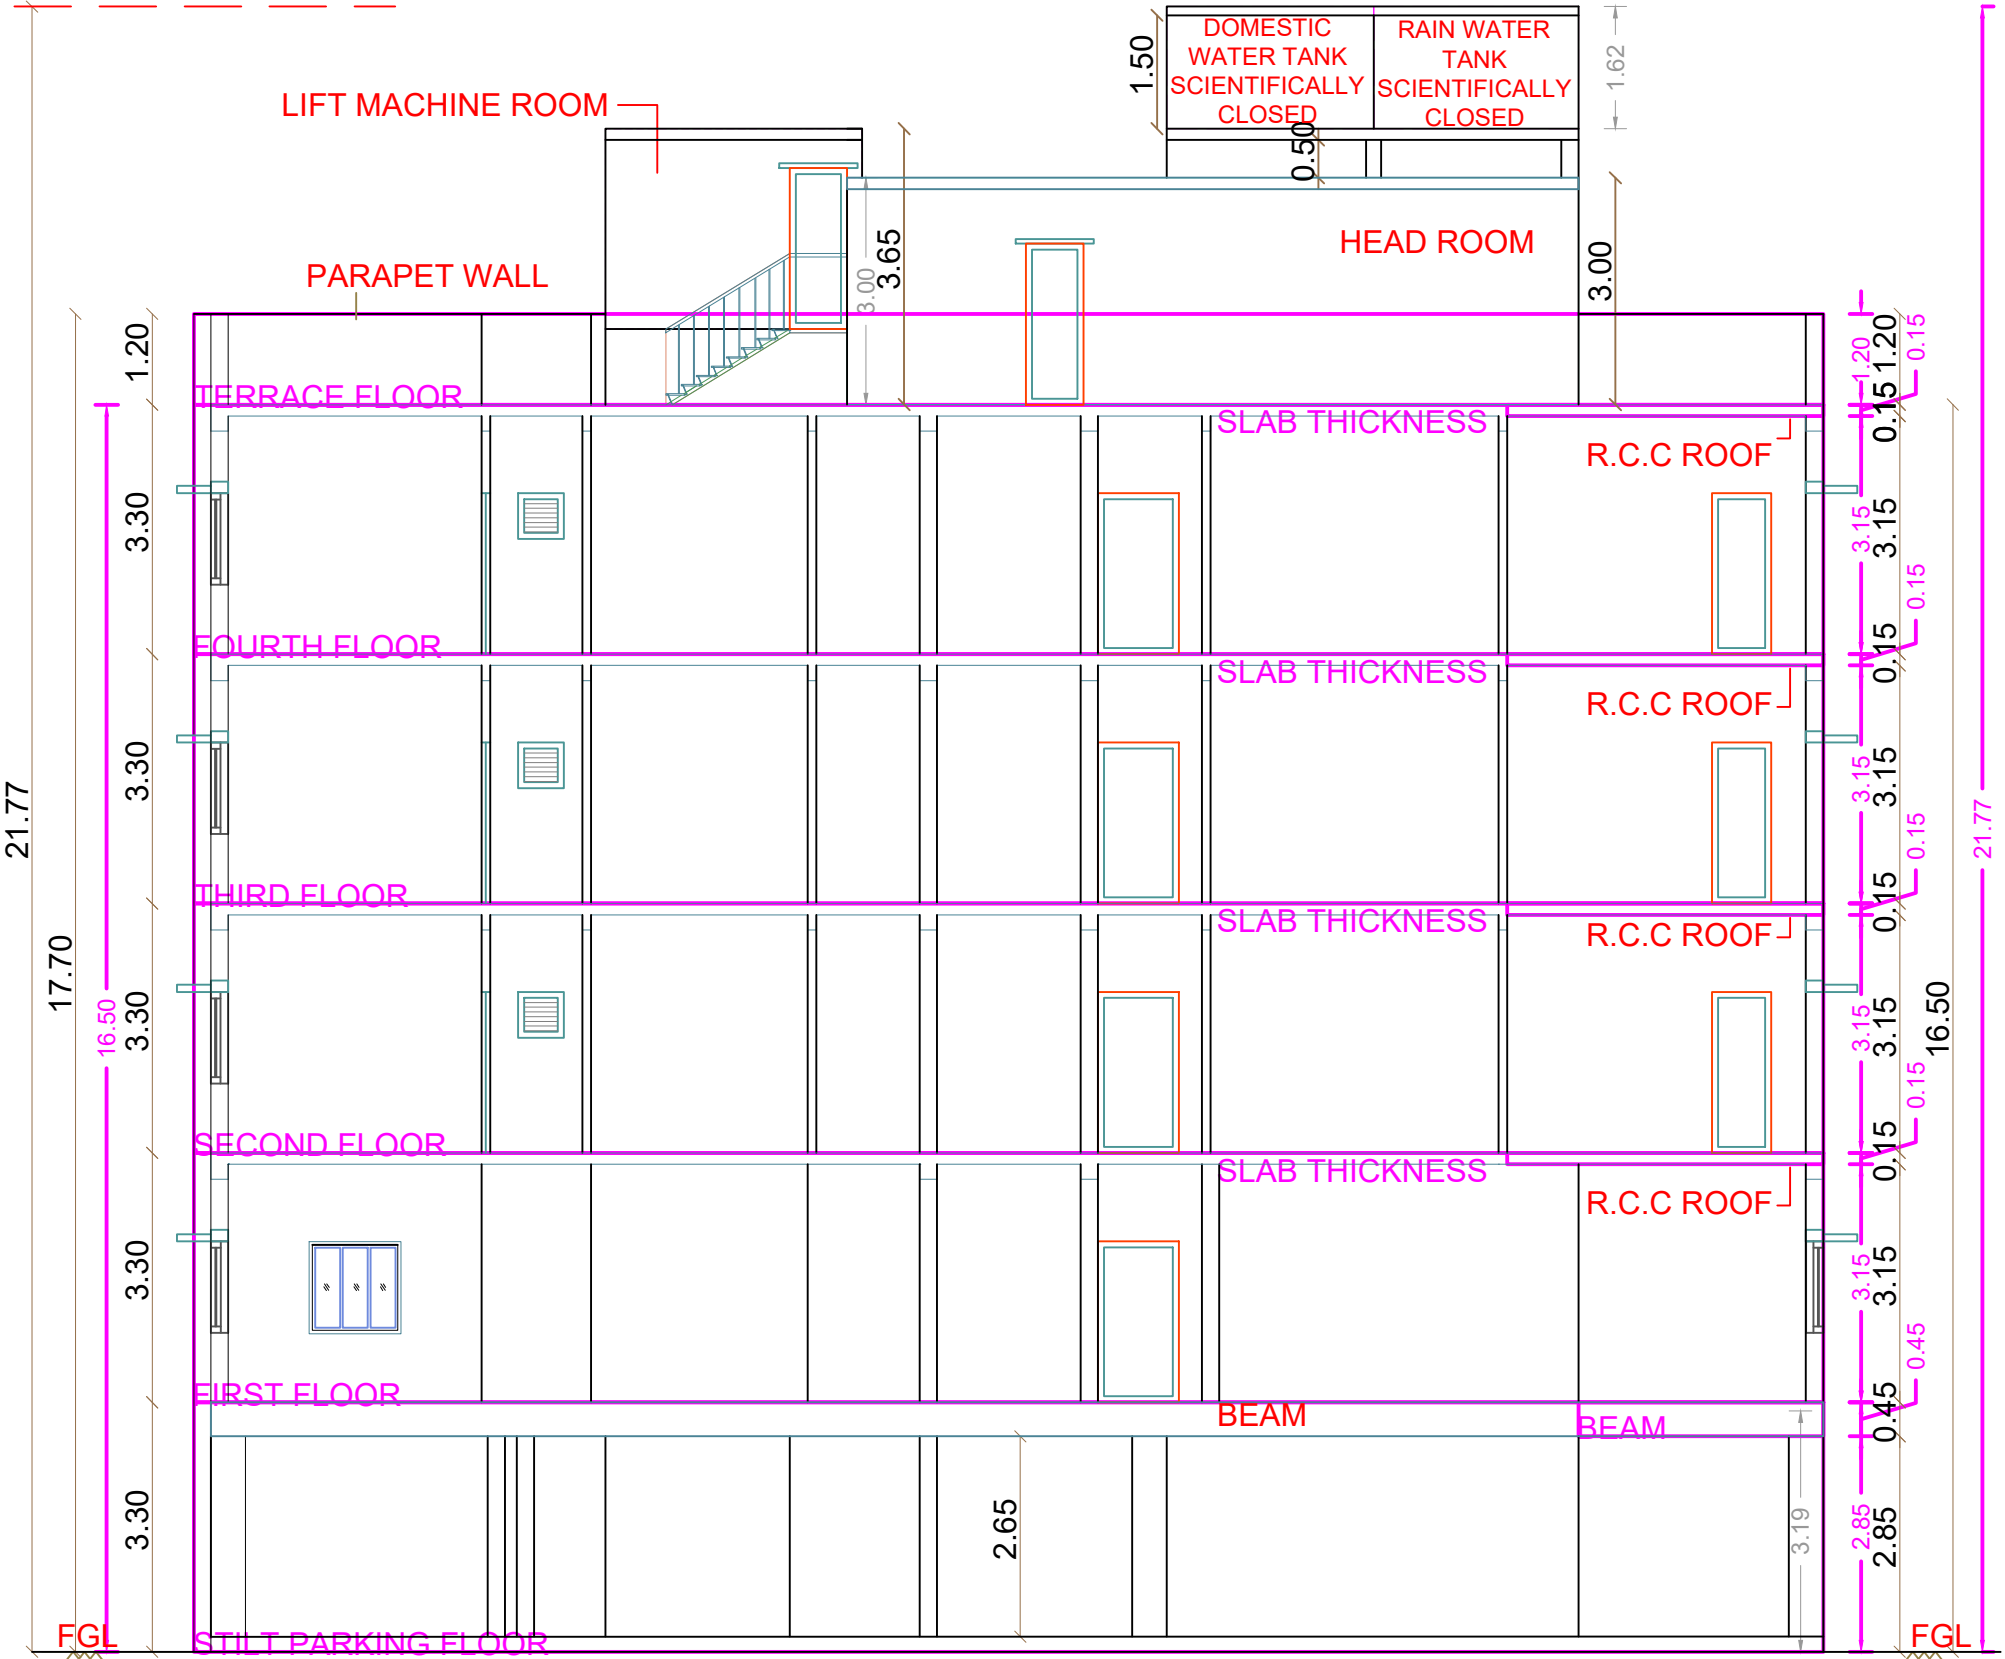 DOMESTIC
WATER TANK
SCIENTIFICALLY
CLOSED
RAIN WATER
TANK
SCIENTIFICALLY
CLOSED
1.50
1.62
LIFT MACHINE ROOM
0.50
HEAD ROOM
3.65
3.00
3.00
PARAPET WALL
1.20
1.20
1.20
0.15
TERRACE FLOOR
SLAB THICKNESS
0.15
R.C.C ROOF
3.30
3.15
3.15
0.15
FOURTH FLOOR
SLAB THICKNESS
0.15
R.C.C ROOF
3.30
3.15
3.15
0.15
21.77
21.77
THIRD FLOOR
SLAB THICKNESS
0.15
R.C.C ROOF
17.70
16.50
3.30
3.15
3.15
16.50
0.15
SECOND FLOOR
SLAB THICKNESS
0.15
R.C.C ROOF
3.30
3.15
3.15
0.45
FIRST FLOOR
BEAM
BEAM
0.45
3.30
2.65
3.19
2.85
2.85
FGL
STILT PARKING FLOOR
FGL